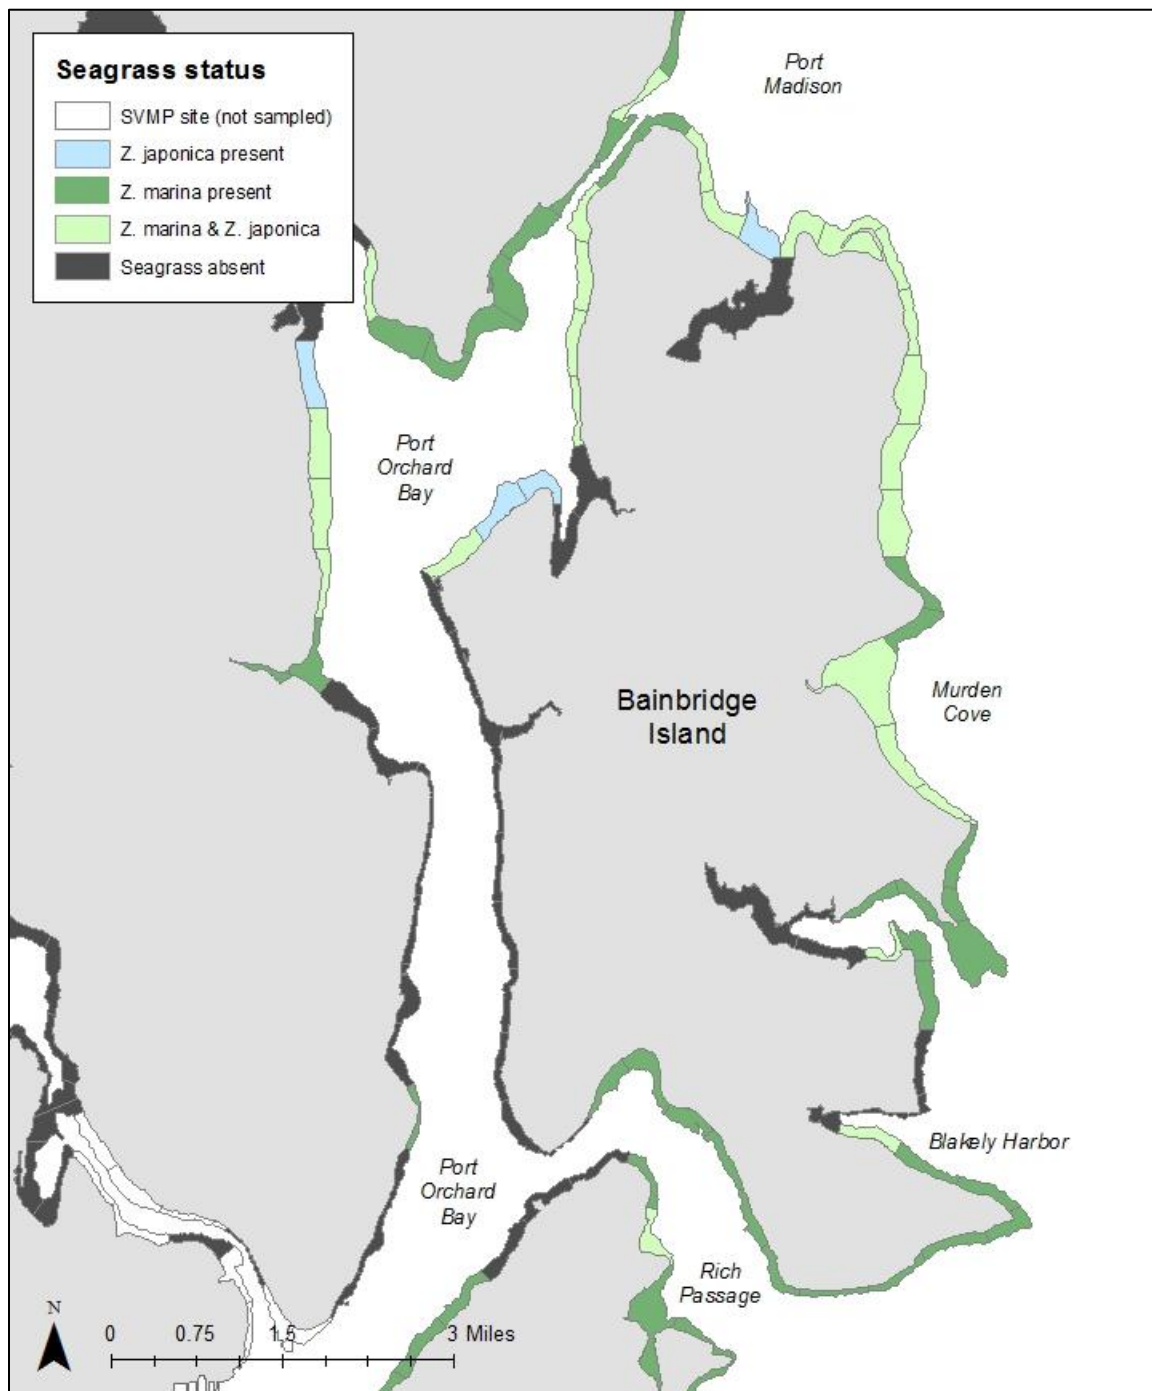 Seagrass status
SVMP site (not sampled)
Z. japonica present
Z. marina present
Z. marina & Z. japonica
Seagrass absent
Port
Madison
Port
Orchard
Bay
Bainbridge
Island
Murden
Cove
Blakely Harbor
Port
Orchard
Bay
Rich
Passage
N
0 0.75 1.5 3 Miles